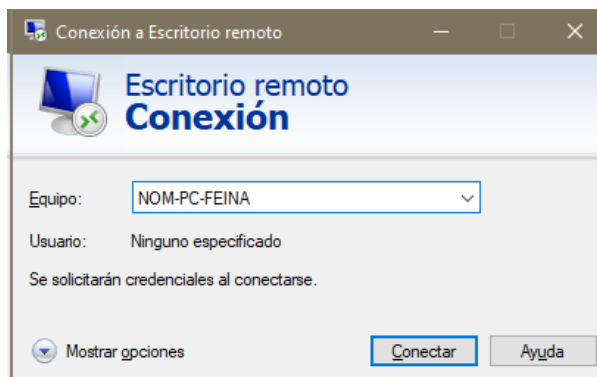 Conexión a Escritorio remoto
Escritorio remoto
Conexión
Equipo: NOM-PC-FEINA
Usuario: Ninguno especificado
Se solicitarán credenciales al conectarse.
Mostrar opciones Conectar Ayuda